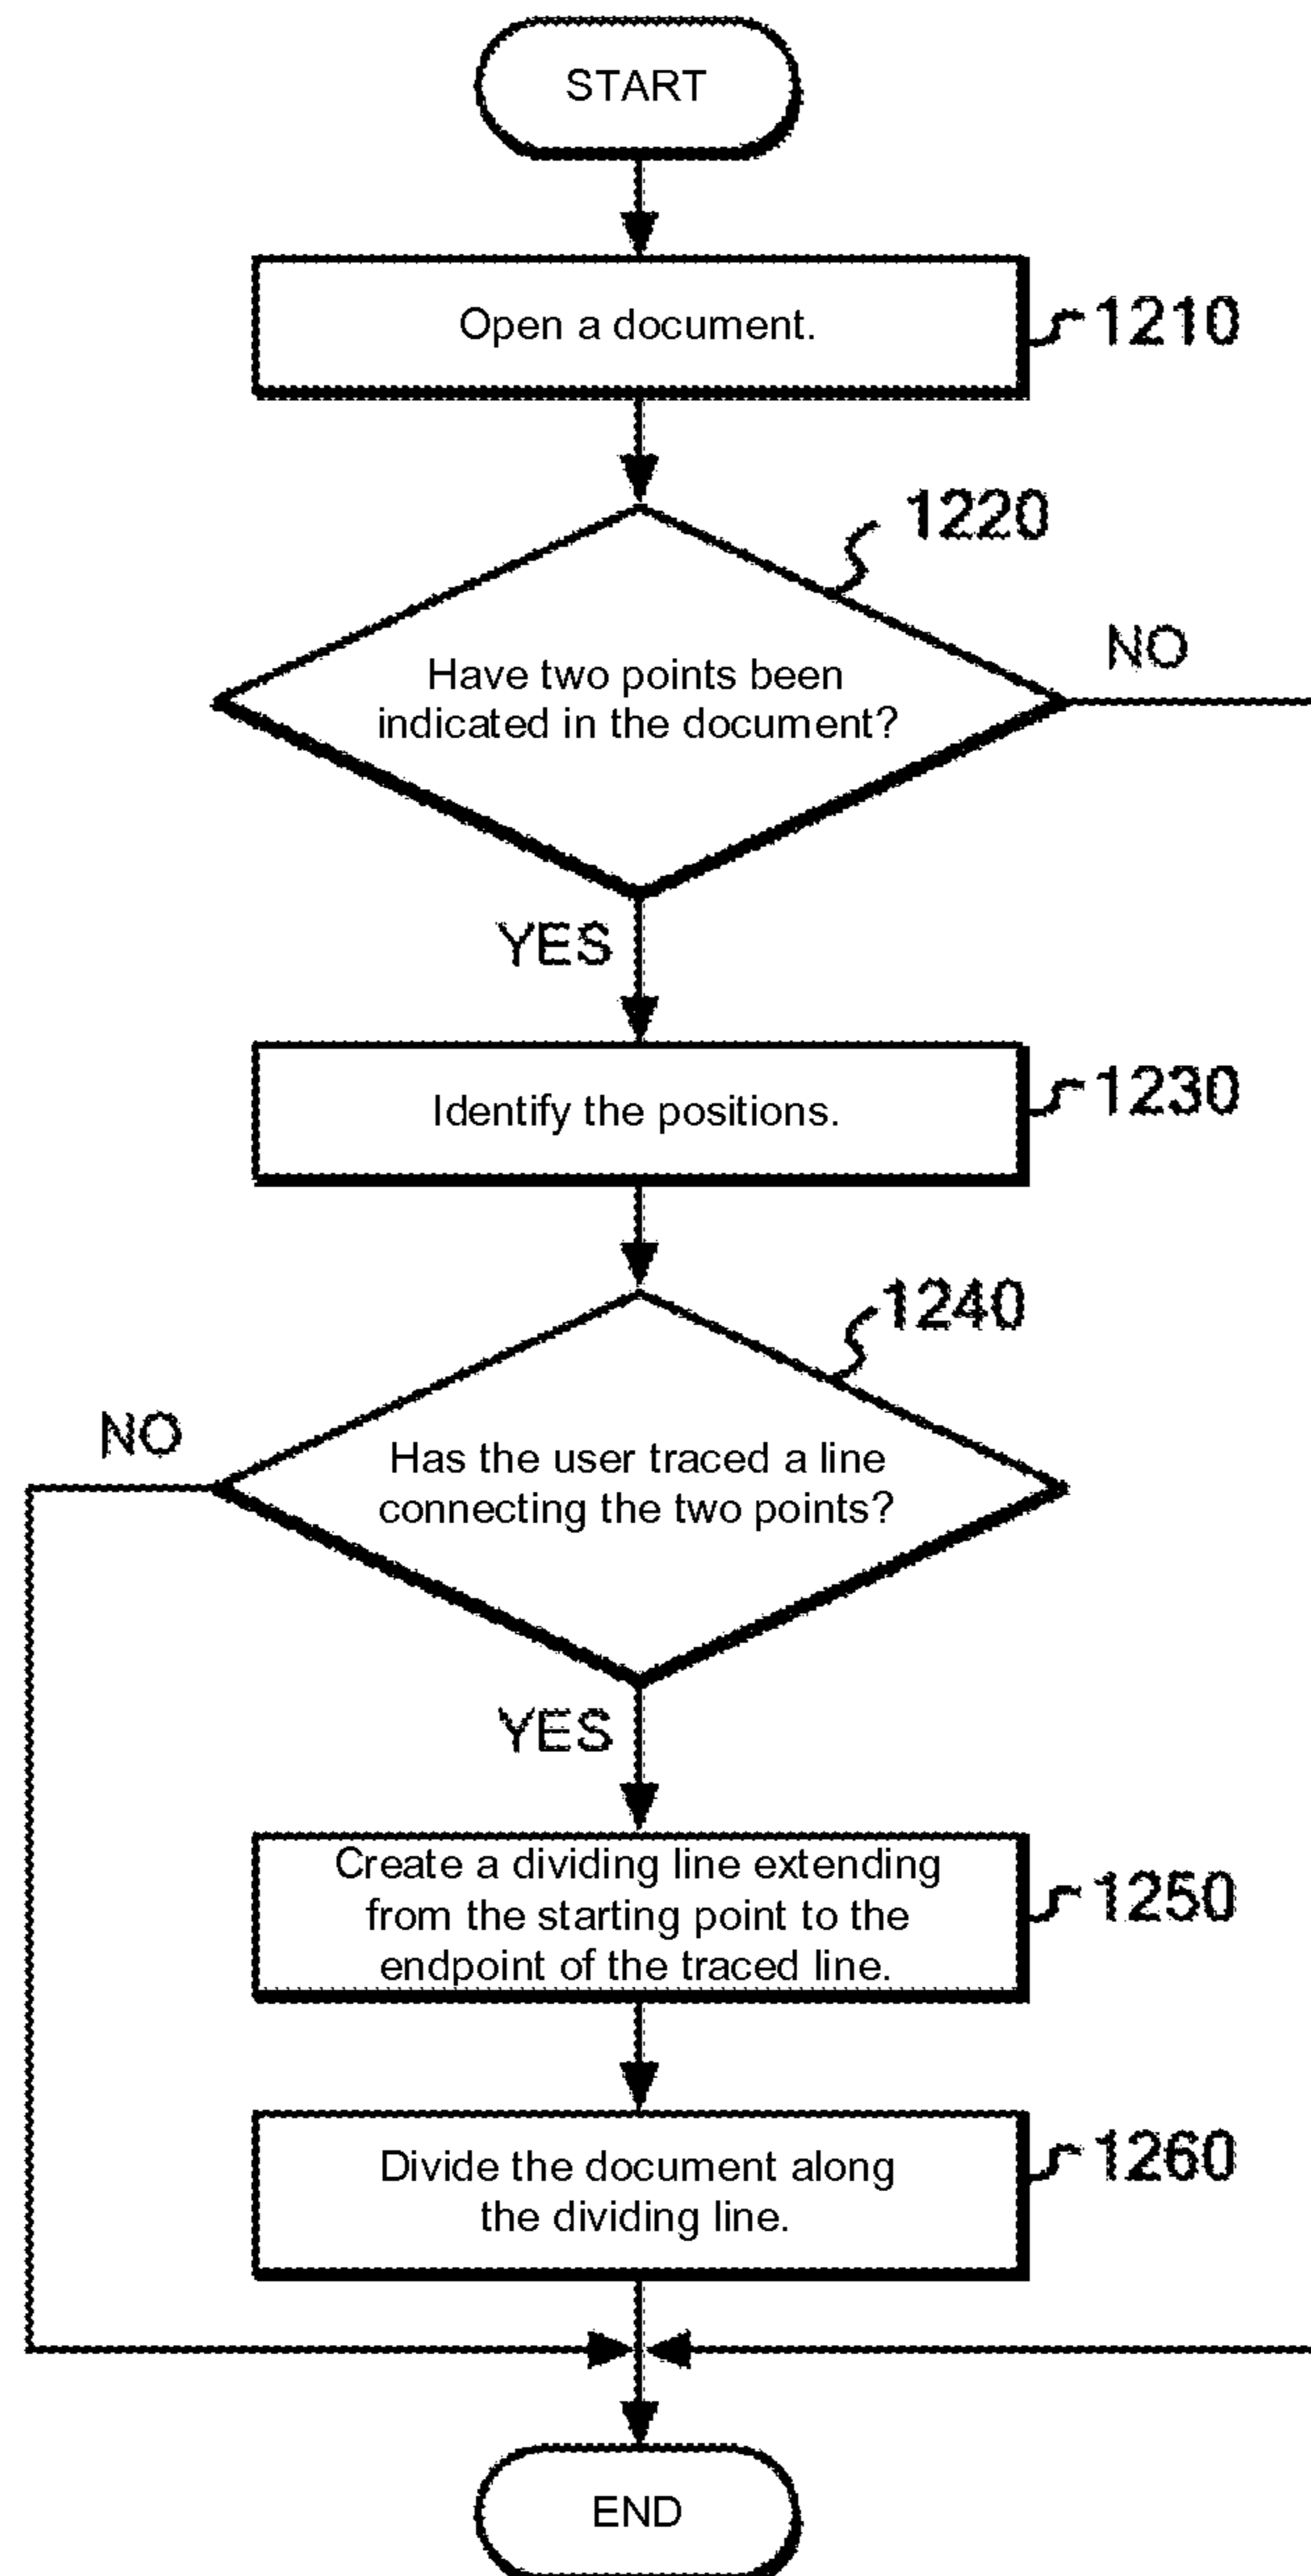 START
Open a document.
1210
1220
Have two points been
indicated in the document?
NO
YES
Identify the positions.
1230
1240
Has the user traced a line
connecting the two points?
NO
YES
Create a dividing line extending
from the starting point to the
endpoint of the traced line.
1250
Divide the document along
the dividing line.
1260
END